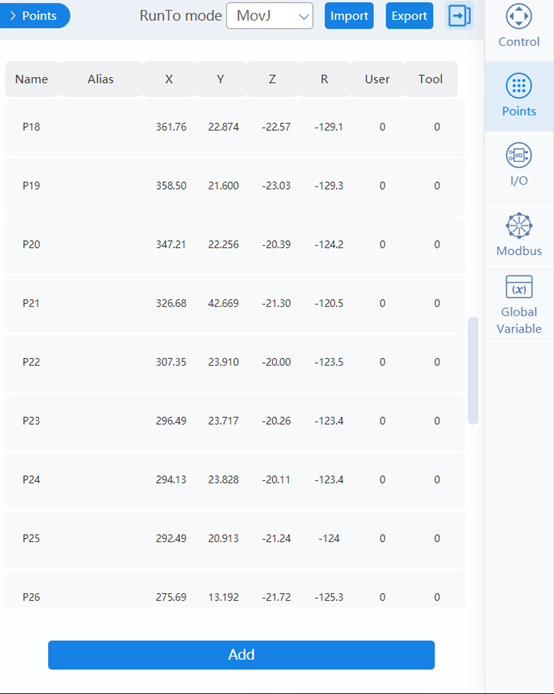 Points RunTo mode MovJ Import Export
Control
Name Alias X Y Z R User Tool
Points
P18 361.76 22.874 -22.57 -129.1 0 0
I/O
P19 358.50 21.600 -23.03 -129.3 0 0
Modbus
P20 347.21 22.256 -20.39 -124.2 0 0
(x)
Global
Variable
P21 326.68 42.669 -21.30 -120.5 0 0
P22 307.35 23.910 -20.00 -123.5 0 0
P23 296.49 23.717 -20.26 -123.4 0 0
P24 294.13 23.828 -20.11 -123.4 0 0
P25 292.49 20.913 -21.24 -124 0 0
P26 275.69 13.192 -21.72 -125.3 0 0
Add